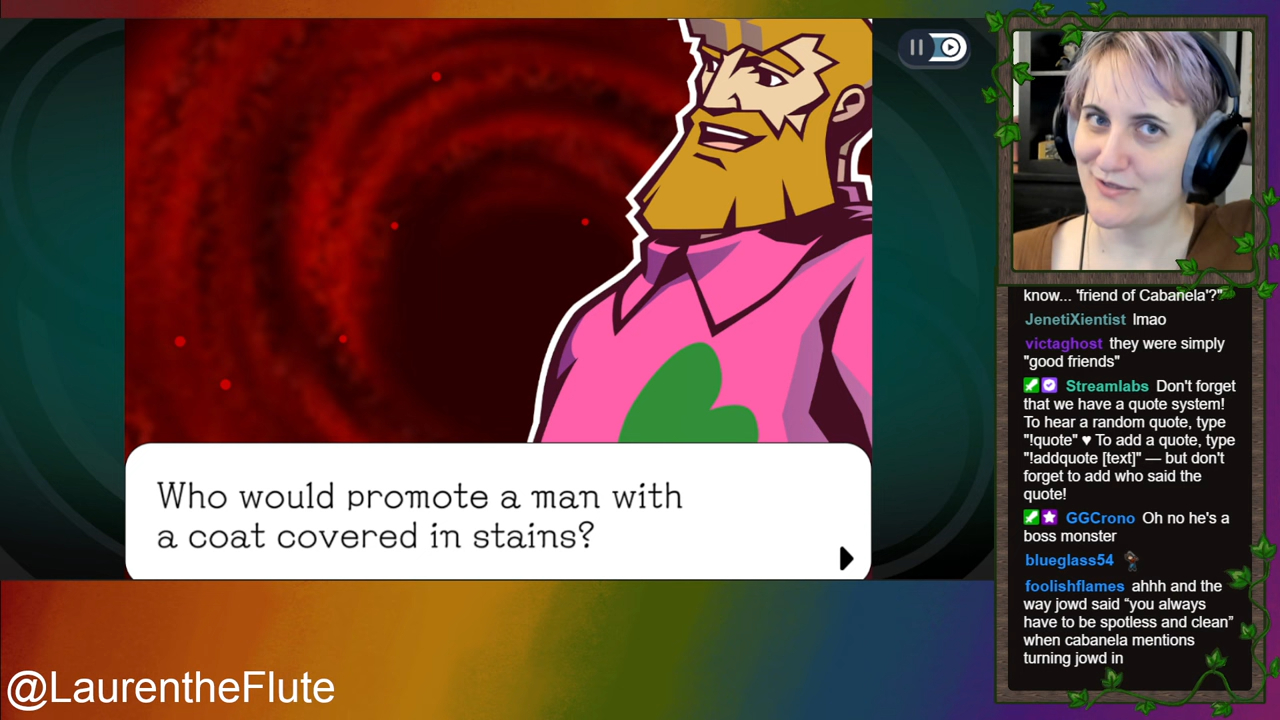 Who would promote a man with
a coat covered in stains?
know... 'friend of Cabanela'?"
JenetiXientist lmao
victaghost they were simply
"good friends"
Streamlabs Don't forget
that we have a quote system!
To hear a random quote, type
"!quote" ♥ To add a quote, type
"!addquote [text]" — but don't
forget to add who said the
quote!
GGCrono Oh no he's a
boss monster
blueglass54
foolishflames ahhh and the
way jowd said “you always
have to be spotless and clean”
when cabanela mentions
turning jowd in
@LaurentheFlute